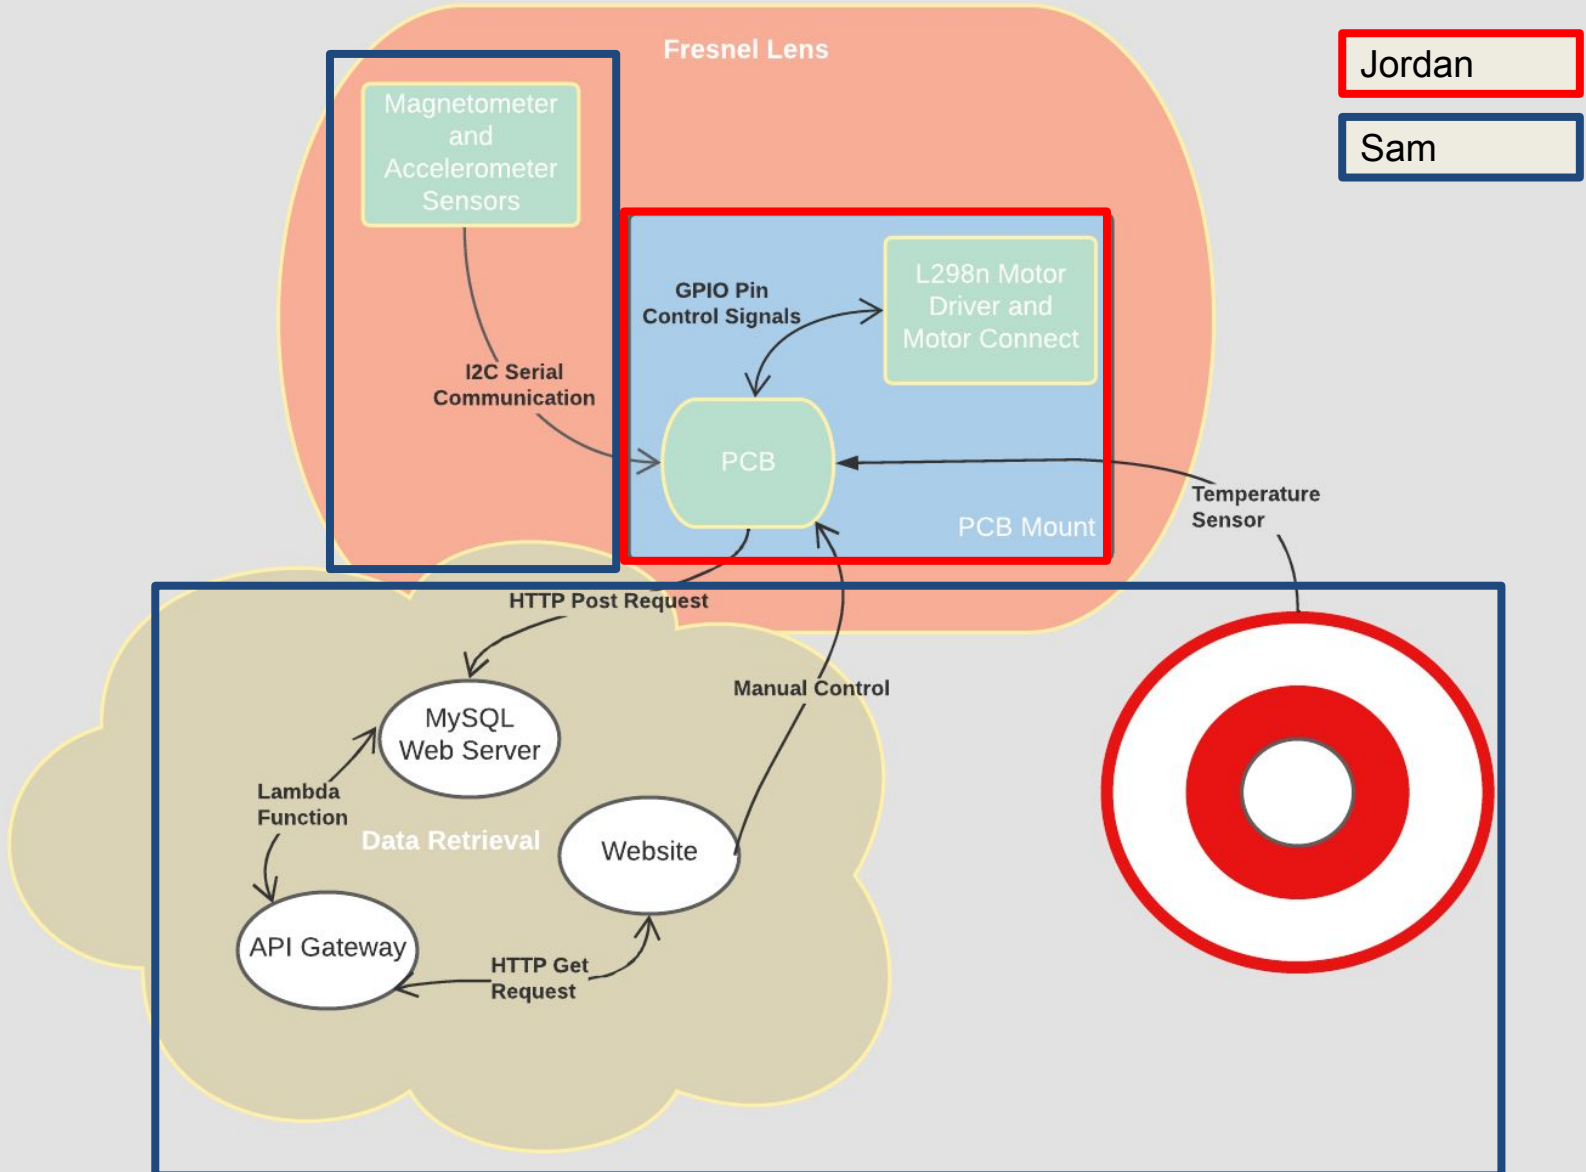 Fresnel Lens
Jordan
Sam
Magnetometer
and
Accelerometer
Sensors
GPIO Pin
Control Signals
L298n Motor
Driver and
Motor Connect
I2C Serial
Communication
PCB
PCB Mount
Temperature
Sensor
HTTP Post Request
Manual Control
MySQL
Web Server
Lambda
Function
Data Retrieval
Website
API Gateway
HTTP Get
Request